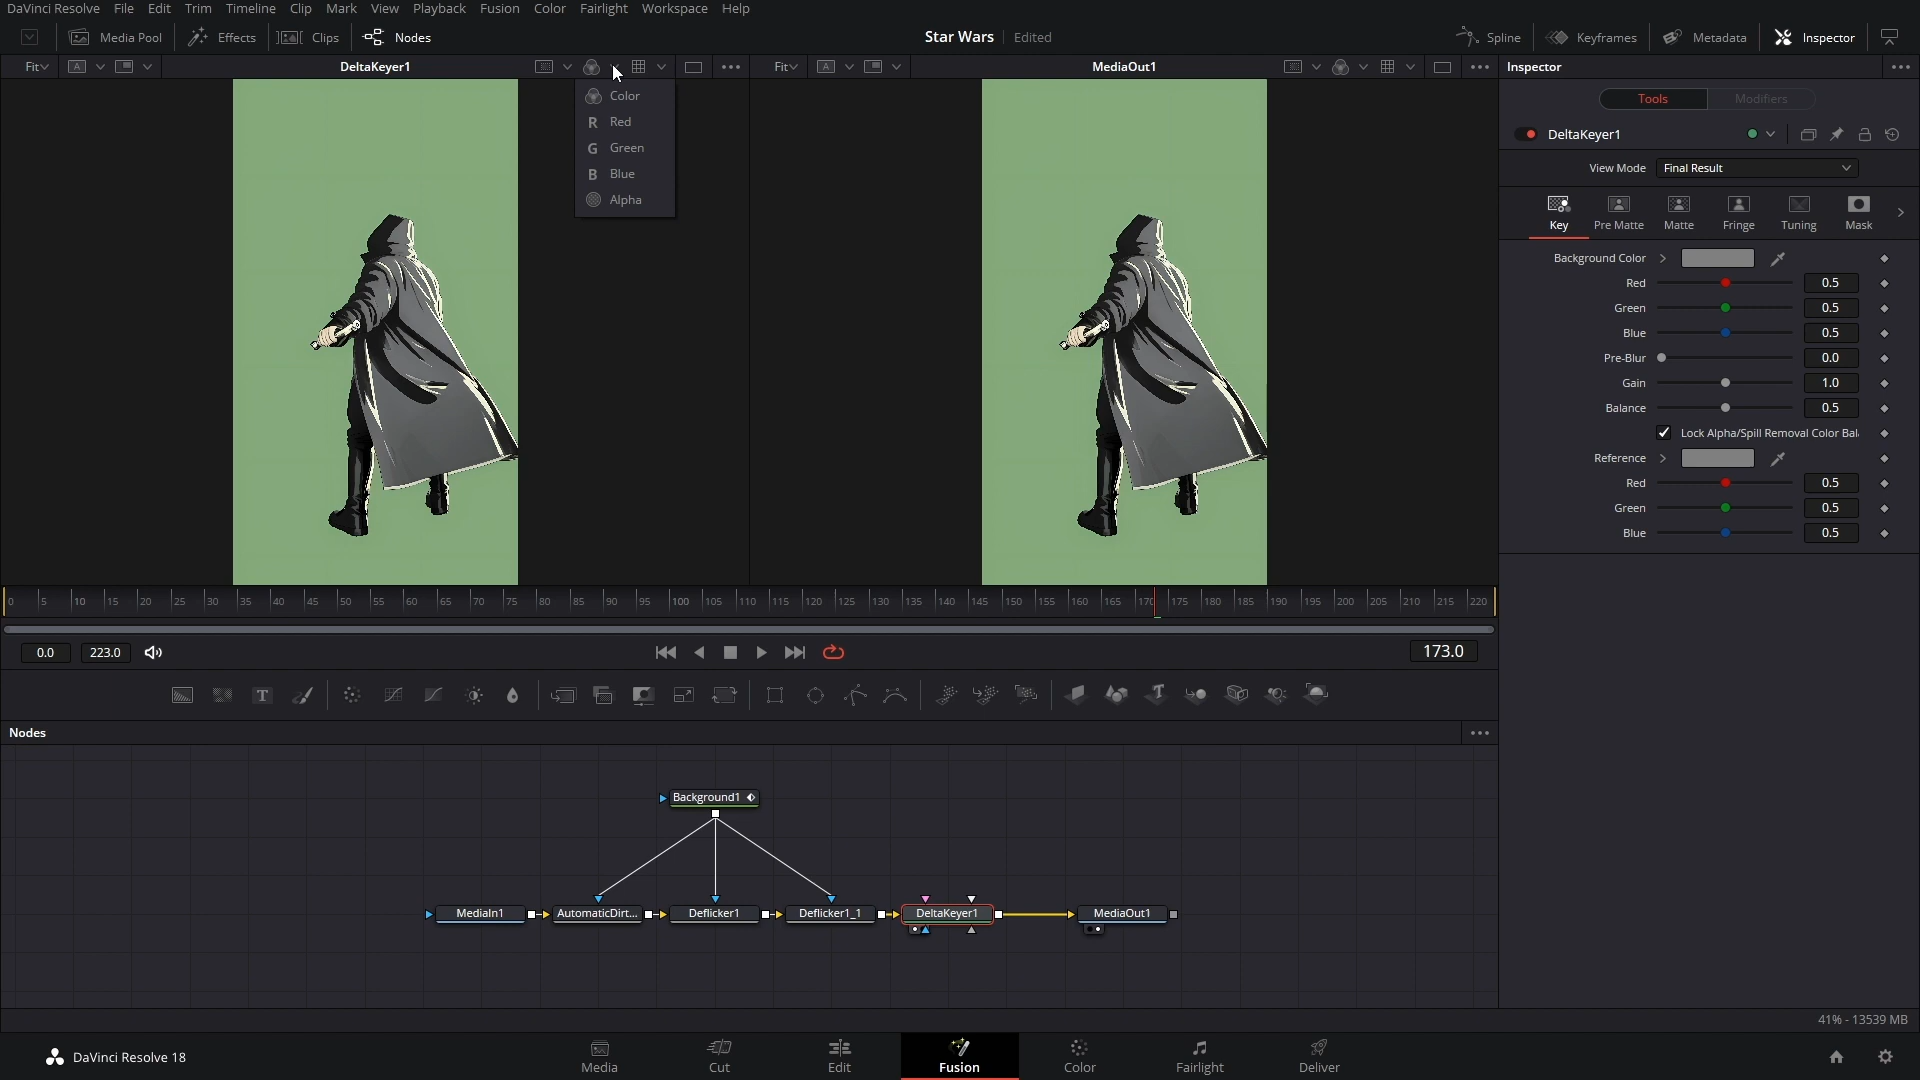 DaVinci Resolve File Edit Trim Timeline Clip Mark View Playback Fusion Color Fairlight Workspace Help
Media Pool Effects Clips Nodes Star Wars Edited Spline Keyframes Metadata Inspector
Fit A DeltaKeyer1 Fit A MediaOut1 Inspector
Color
R Red
G Green
B Blue
Alpha
Tools Modifiers
DeltaKeyer1
View Mode Final Result
Key Pre Matte Matte Fringe Tuning Mask
Background Color
Red 0.5
Green 0.5
Blue 0.5
Pre-Blur 0.0
Gain 1.0
Balance 0.5
Lock Alpha/Spill Removal Color Bal
Reference
Red 0.5
Green 0.5
Blue 0.5
0 5 10 15 20 25 30 35 40 45 50 55 60 65 70 75 80 85 90 95 100 105 110 115 120 125 130 135 140 145 150 155 160 165 170 175 180 185 190 195 200 205 210 215 220
0.0 223.0 173.0
T T
Nodes
Background1
MediaIn1 AutomaticDirt... Deflicker1 Deflicker1_1 DeltaKeyer1 MediaOut1
41% - 13539 MB
DaVinci Resolve 18 Media Cut Edit Fusion Color Fairlight Deliver